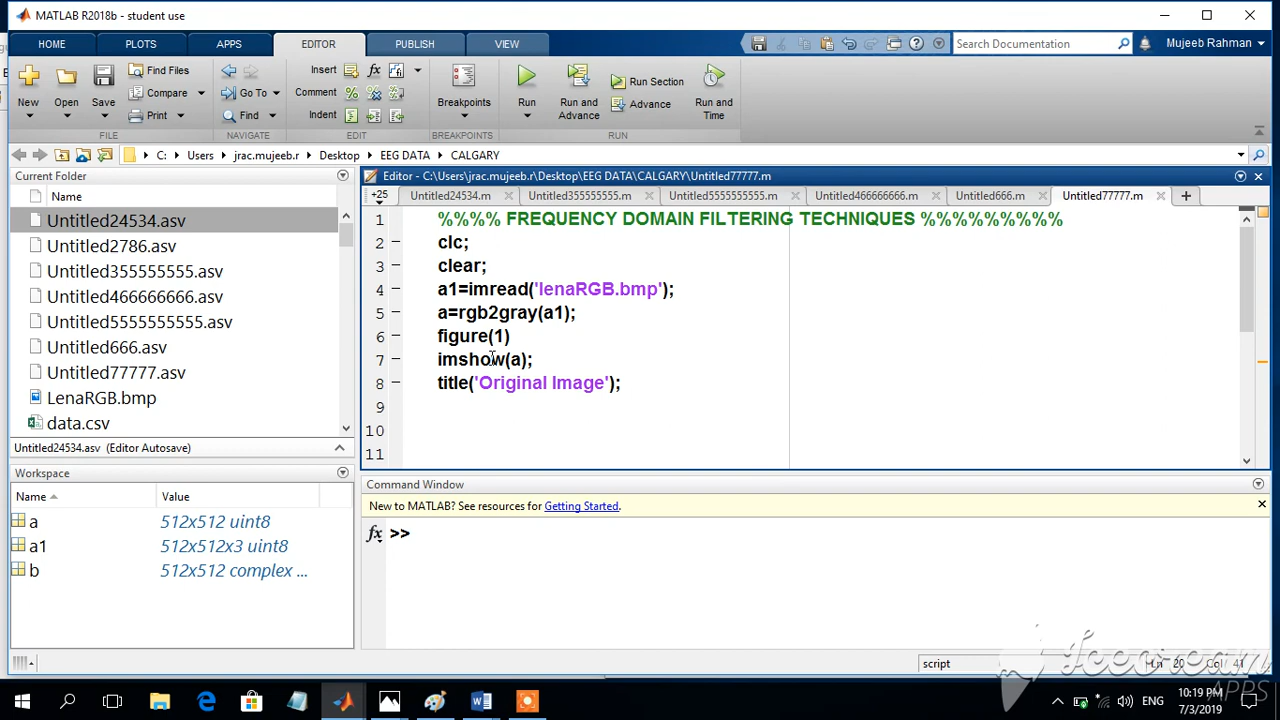 MATLAB R2018b - student use
HOME PLOTS APPS EDITOR PUBLISH VIEW
Search Documentation
Mujeeb Rahman
New Open Save
Find Files
Compare
Print
FILE
Go To
Find
NAVIGATE
Insert
Comment
Indent
EDIT
Breakpoints
BREAKPOINTS
Run
Run and Advance
Run Section
Advance
Run and Time
RUN
C: Users jrac.mujeeb.r Desktop EEG DATA CALGARY
Current Folder
Name
Untitled24534.asv
Untitled2786.asv
Untitled355555555.asv
Untitled466666666.asv
Untitled5555555555.asv
Untitled666.asv
Untitled77777.asv
LenaRGB.bmp
data.csv
Untitled24534.asv (Editor Autosave)
Workspace
Name Value
a 512x512 uint8
a1 512x512x3 uint8
b 512x512 complex ...
Editor - C:\Users\jrac.mujeeb.r\Desktop\EEG DATA\CALGARY\Untitled77777.m
+25 Untitled24534.m Untitled355555555.m Untitled5555555555.m Untitled466666666.m Untitled666.m Untitled77777.m
1 %%%% FREQUENCY DOMAIN FILTERING TECHNIQUES %%%%%%%%%
2 clc;
3 clear;
4 a1=imread('lenaRGB.bmp');
5 a=rgb2gray(a1);
6 figure(1)
7 imshow(a);
8 title('Original Image');
9
10
11
Command Window
New to MATLAB? See resources for Getting Started.
fx >>
script Ln 20 Col 41
ENG
10:19 PM
7/3/2019
APPS